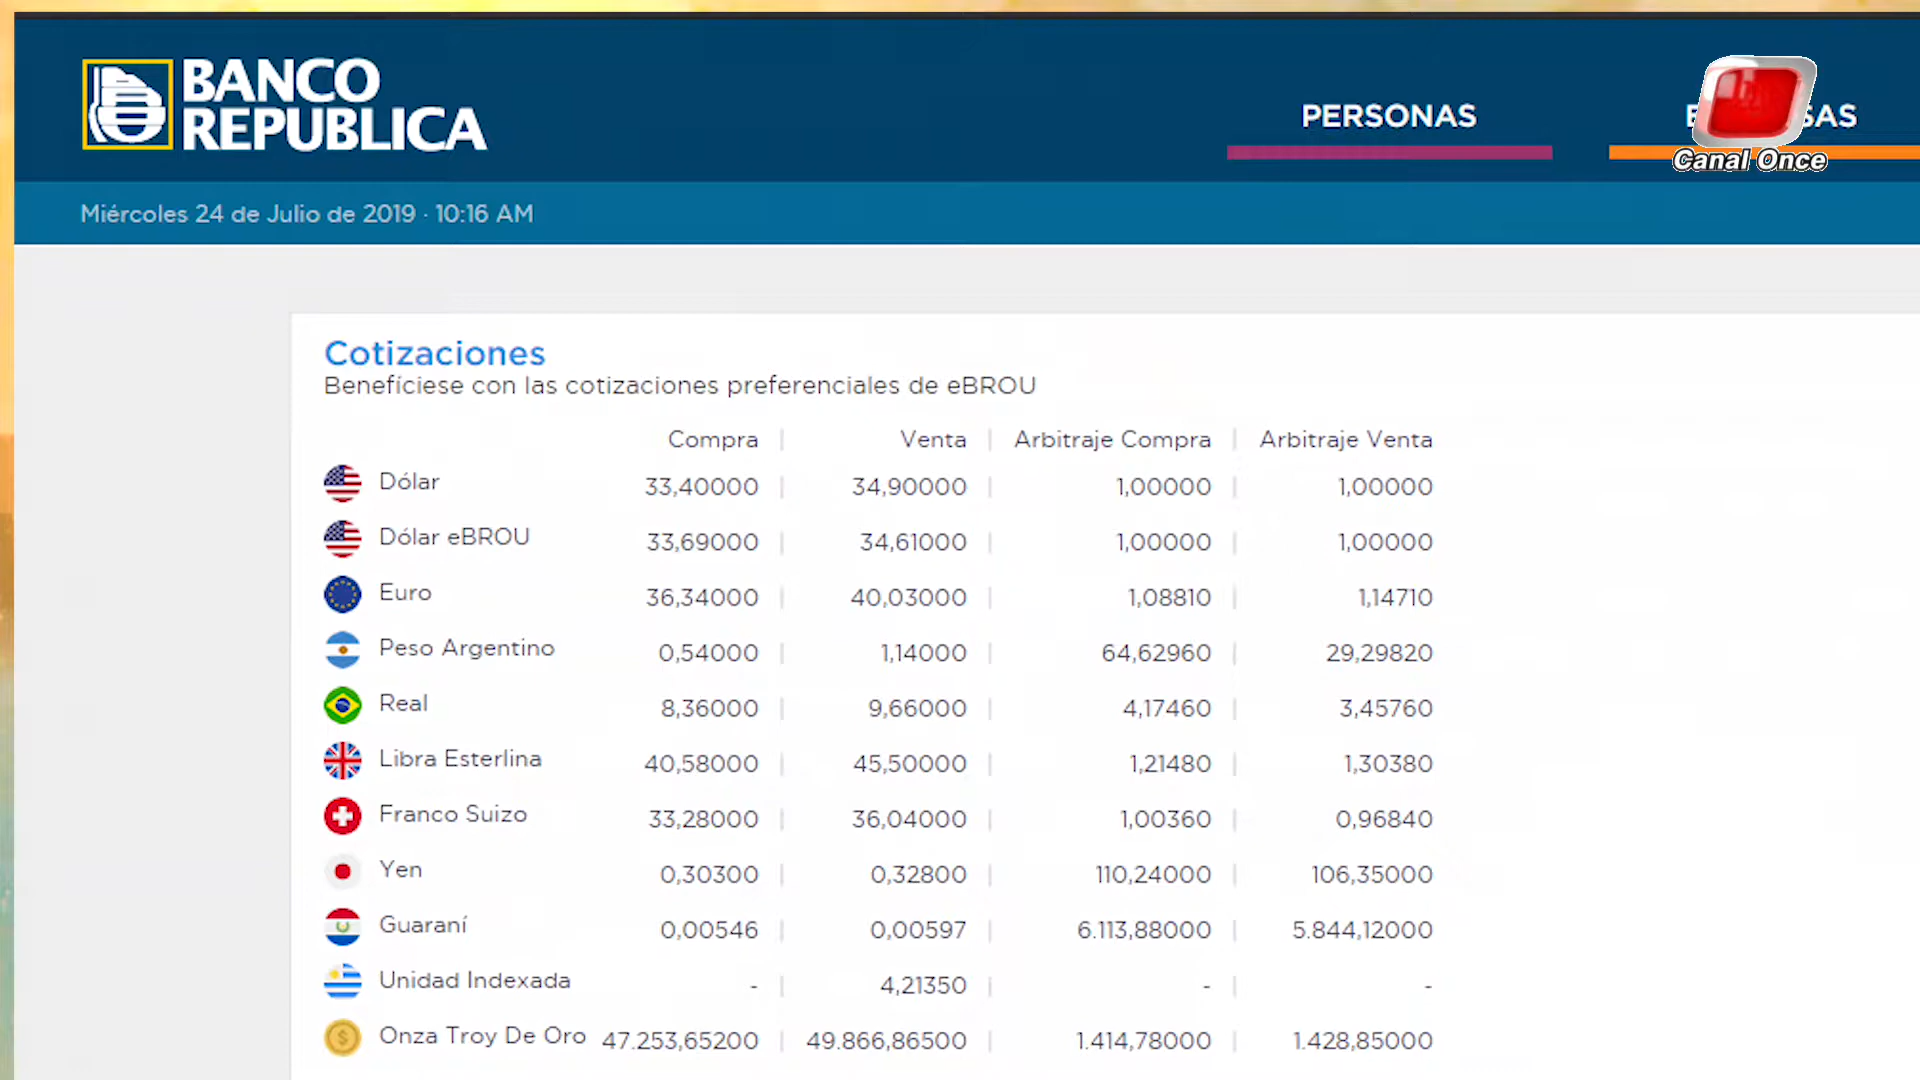 BANCO
REPUBLICA
PERSONAS
Canal Once
Miércoles 24 de Julio de 2019 · 10:16 AM
Cotizaciones
Benefíciese con las cotizaciones preferenciales de eBROU
Compra Venta Arbitraje Compra Arbitraje Venta
Dólar 33,40000 34,90000 1,00000 1,00000
Dólar eBROU 33,69000 34,61000 1,00000 1,00000
Euro 36,34000 40,03000 1,08810 1,14710
Peso Argentino 0,54000 1,14000 64,62960 29,29820
Real 8,36000 9,66000 4,17460 3,45760
Libra Esterlina 40,58000 45,50000 1,21480 1,30380
Franco Suizo 33,28000 36,04000 1,00360 0,96840
Yen 0,30300 0,32800 110,24000 106,35000
Guaraní 0,00546 0,00597 6.113,88000 5.844,12000
Unidad Indexada - 4,21350 - -
Onza Troy De Oro 47.253,65200 49.866,86500 1.414,78000 1.428,85000